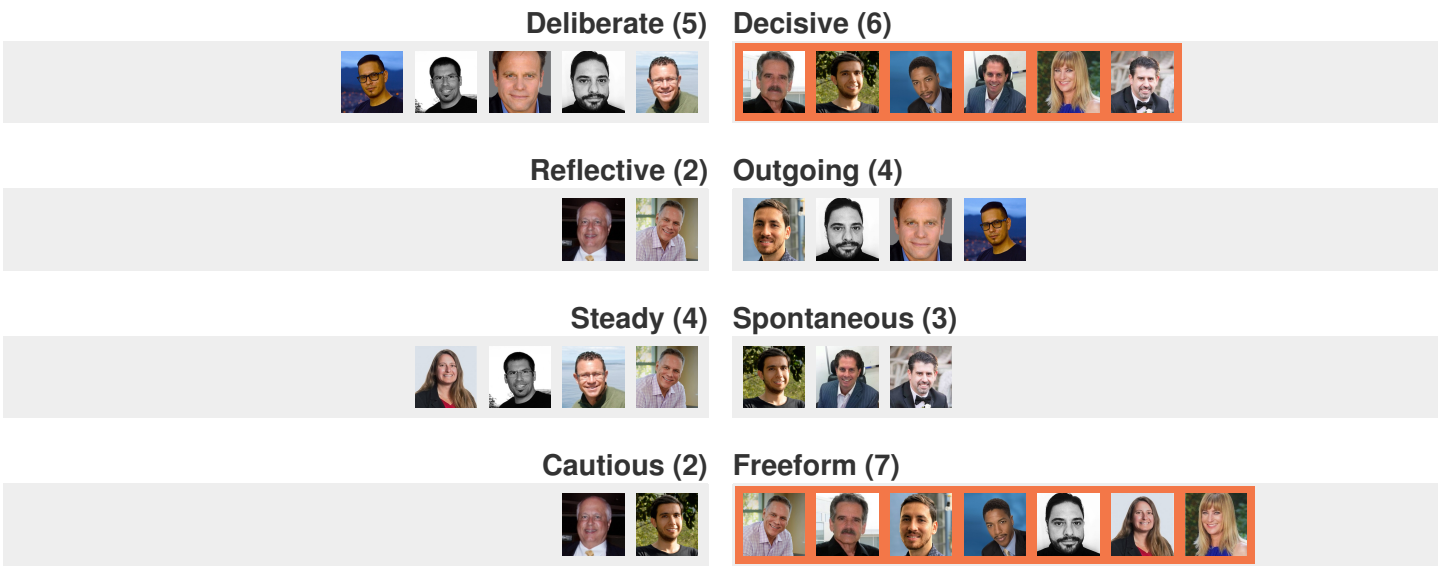 Deliberate (5) Decisive (6)
Reflective (2) Outgoing (4)
Steady (4) Spontaneous (3)
Cautious (2) Freeform (7)